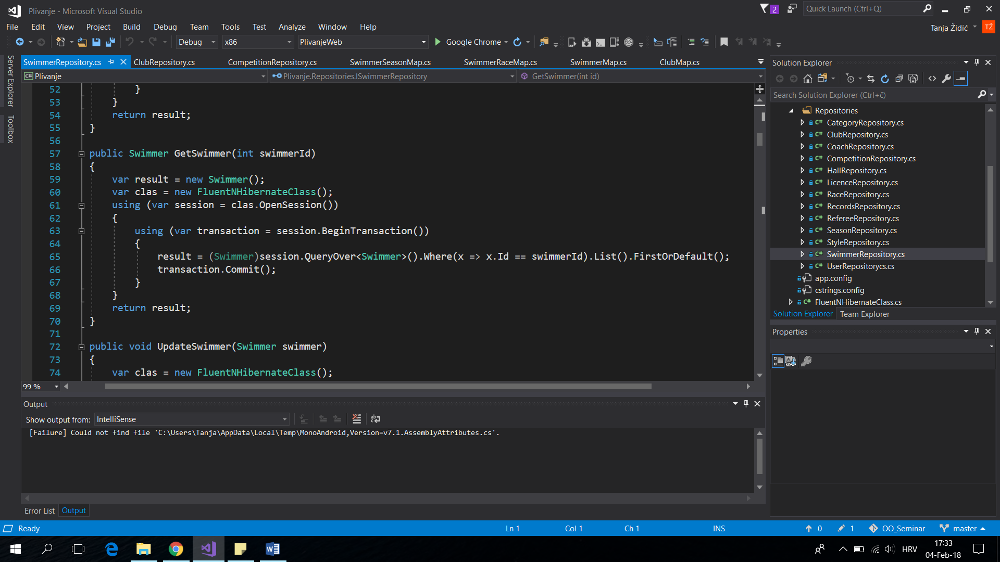 Plivanje - Microsoft Visual Studio
2
Quick Launch (Ctrl+Q)
File Edit View Project Build Debug Team Tools Test Analyze Window Help
Tanja Židić
TŽ
Debug
x86
PlivanjeWeb
Google Chrome
Server Explorer
Toolbox
SwimmerRepository.cs
ClubRepository.cs
CompetitionRepository.cs
SwimmerSeasonMap.cs
SwimmerRaceMap.cs
SwimmerMap.cs
ClubMap.cs
C# Plivanje
Plivanje.Repositories.ISwimmerRepository
GetSwimmer(int id)
52 }
53 }
54 return result;
55 }
56
57 public Swimmer GetSwimmer(int swimmerId)
58 {
59 var result = new Swimmer();
60 var clas = new FluentNHibernateClass();
61 using (var session = clas.OpenSession())
62 {
63 using (var transaction = session.BeginTransaction())
64 {
65 result = (Swimmer)session.QueryOver<Swimmer>().Where(x => x.Id == swimmerId).List().FirstOrDefault();
66 transaction.Commit();
67 }
68 }
69 return result;
70 }
71
72 public void UpdateSwimmer(Swimmer swimmer)
73 {
74 var clas = new FluentNHibernateClass();
99 %
Output
Show output from: IntelliSense
[Failure] Could not find file 'C:\Users\Tanja\AppData\Local\Temp\MonoAndroid,Version=v7.1.AssemblyAttributes.cs'.
Error List
Output
Solution Explorer
Search Solution Explorer (Ctrl+č)
Repositories
C# CategoryRepository.cs
C# ClubRepository.cs
C# CoachRepository.cs
C# CompetitionRepository.cs
C# HallRepository.cs
C# LicenceRepository.cs
C# RaceRepository.cs
C# RecordsRepository.cs
C# RefereeRepository.cs
C# SeasonRepository.cs
C# StyleRepository.cs
C# SwimmerRepository.cs
C# UserRepositorycs.cs
app.config
cstrings.config
C# FluentNHibernateClass.cs
Solution Explorer
Team Explorer
Properties
Ready
Ln 1
Col 1
Ch 1
INS
0
1
OO_Seminar
master
HRV
17:33
04-Feb-18